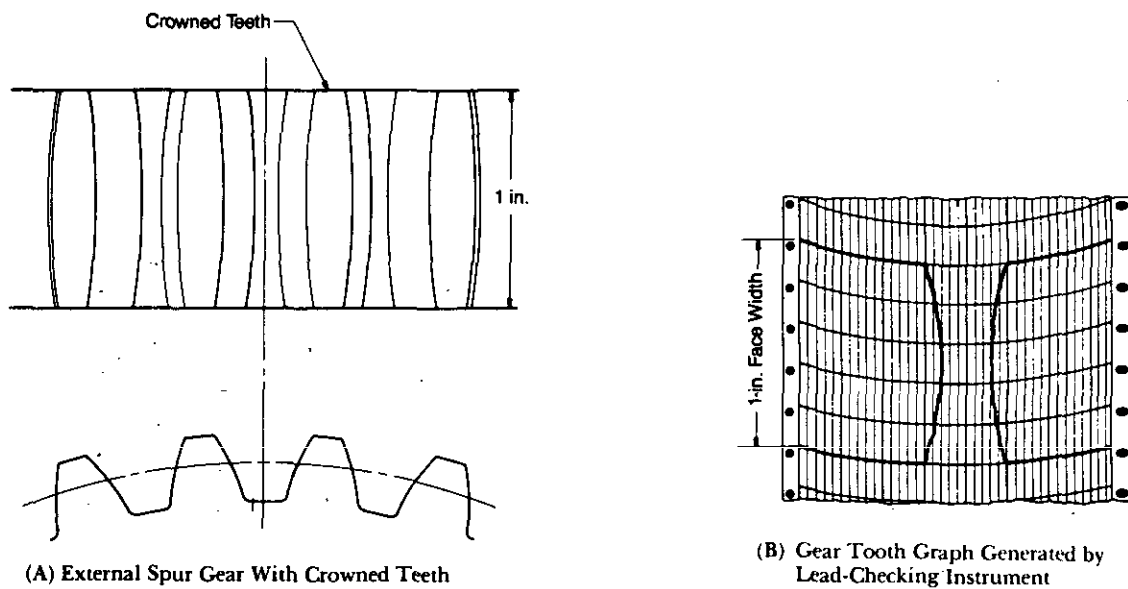 Crowned Teeth
1 in.
1-in. Face Width
(A) External Spur Gear With Crowned Teeth
(B) Gear Tooth Graph Generated by
Lead-Checking Instrument